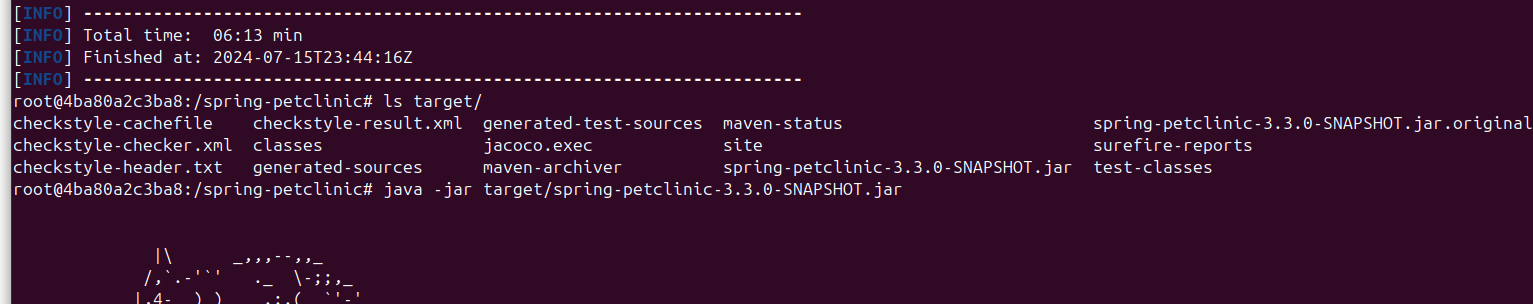 [INFO] ------------------------------------------------------------------------
[INFO] Total time:  06:13 min
[INFO] Finished at: 2024-07-15T23:44:16Z
[INFO] ------------------------------------------------------------------------
root@4ba80a2c3ba8:/spring-petclinic# ls target/
checkstyle-cachefile    checkstyle-result.xml  generated-test-sources  maven-status                         spring-petclinic-3.3.0-SNAPSHOT.jar.original
checkstyle-checker.xml  classes                jacoco.exec             site                                 surefire-reports
checkstyle-header.txt   generated-sources      maven-archiver          spring-petclinic-3.3.0-SNAPSHOT.jar  test-classes
root@4ba80a2c3ba8:/spring-petclinic# java -jar target/spring-petclinic-3.3.0-SNAPSHOT.jar
              |\      _,,,--,,_
             /,`.-'`'   ._  \-;;,_
            |,4-  ) )_   .;.(  `'-'